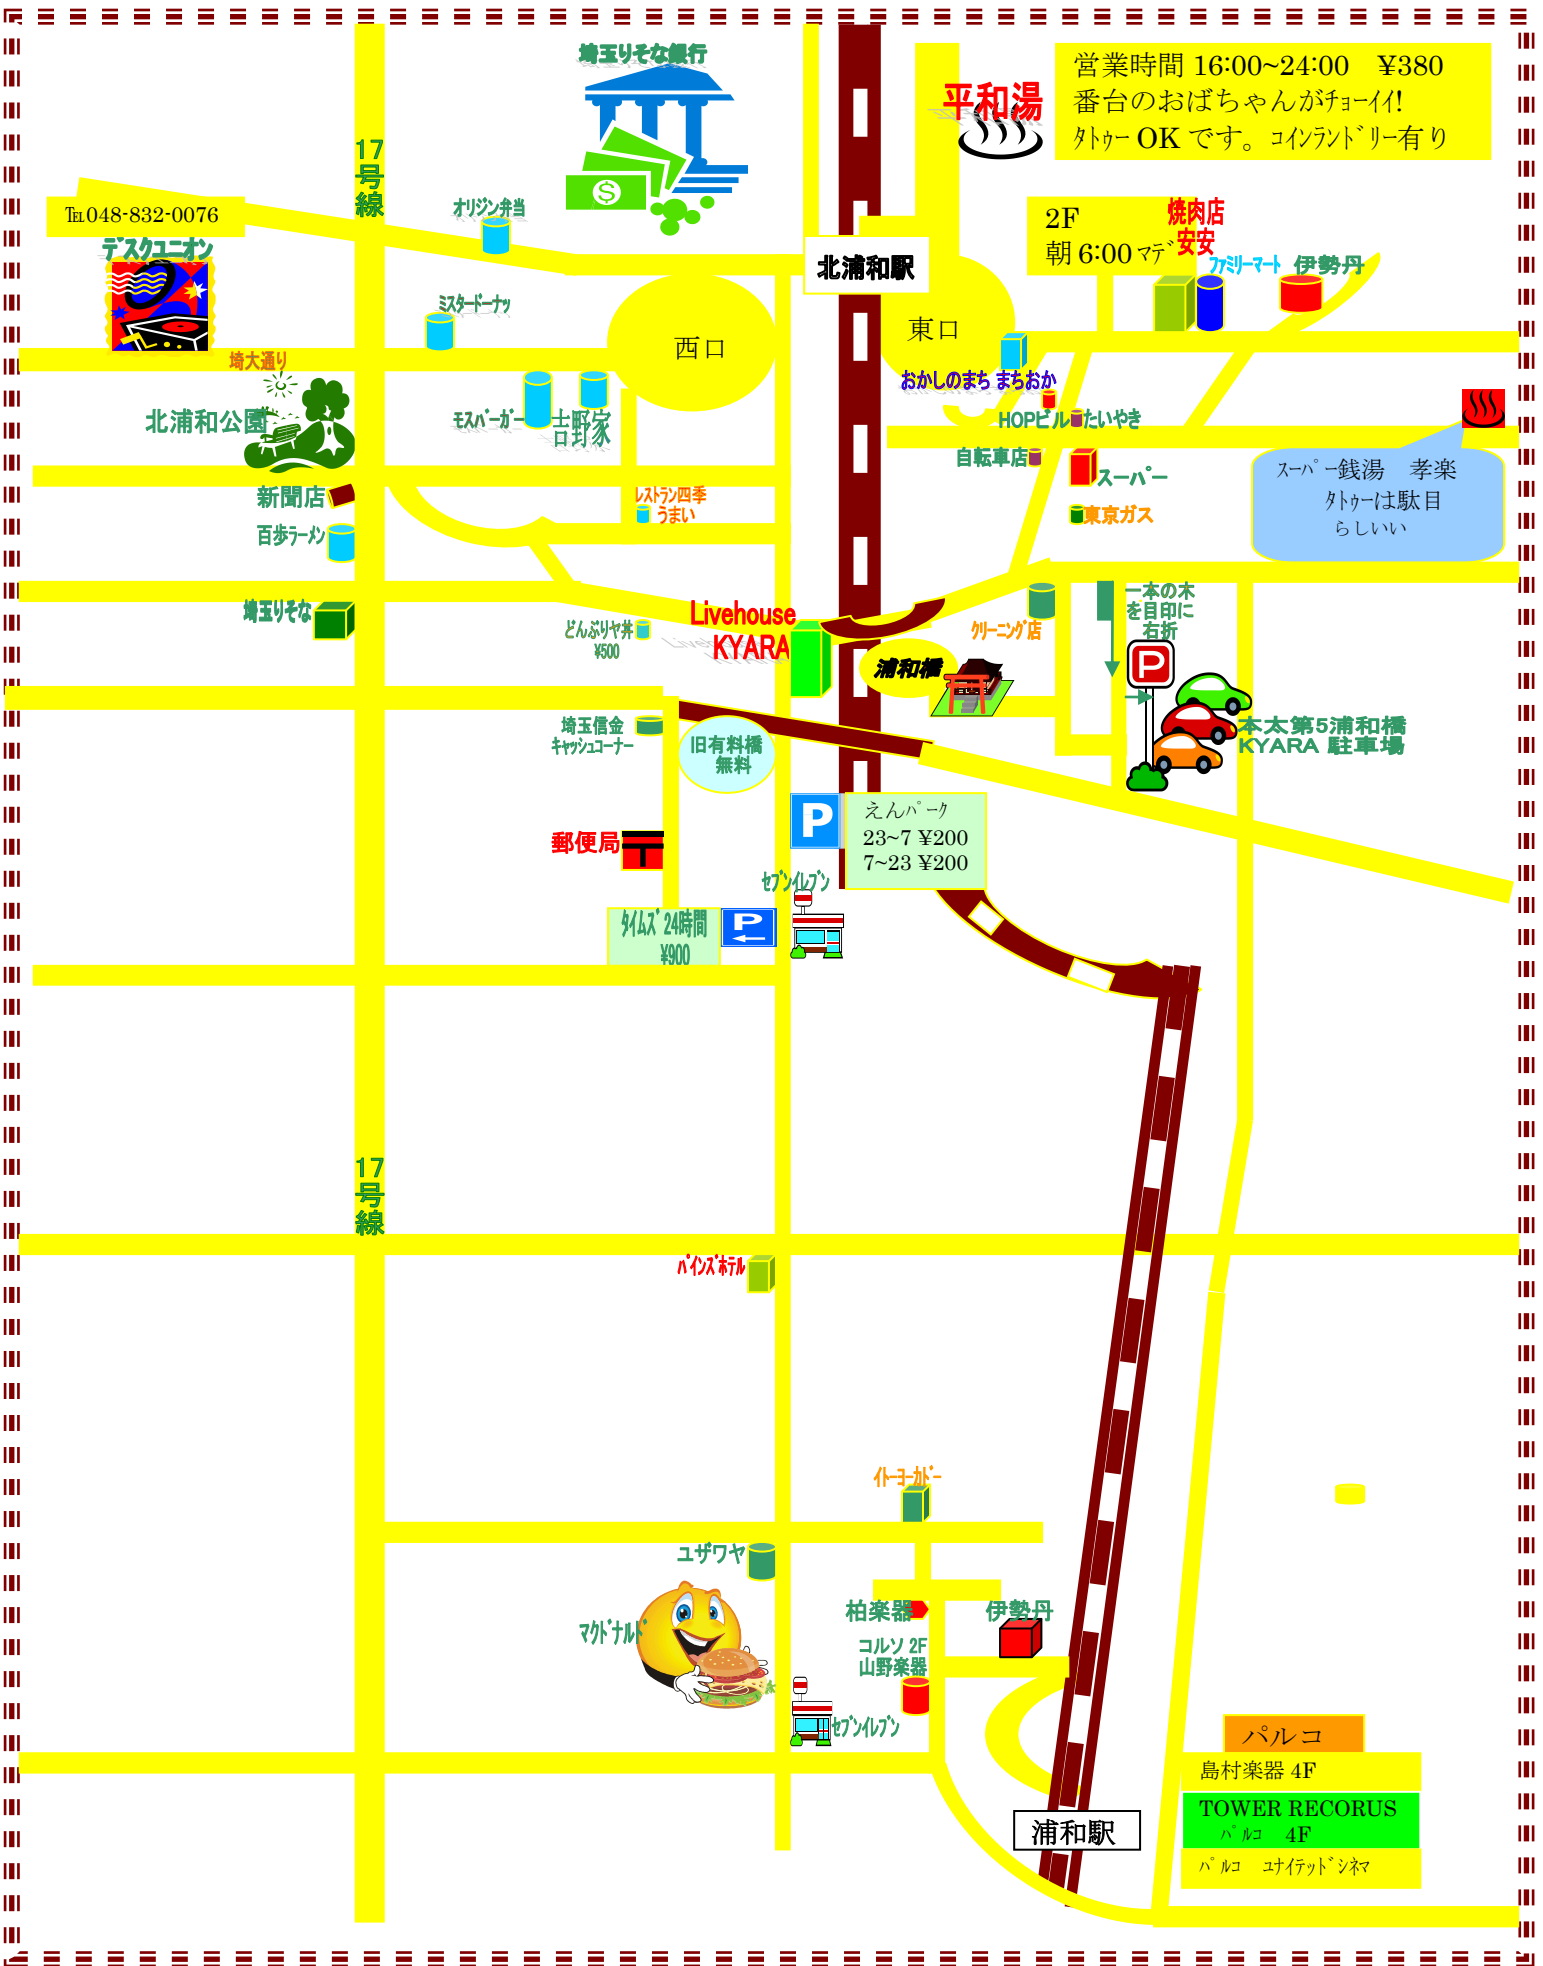 埼玉りそな銀行
平和湯
営業時間 16:00~24:00　¥380
番台のおばちゃんがﾁｮｰｲｲ!
ﾀﾄｩｰ OK です。ｺｲﾝﾗﾝﾄﾞﾘｰ有り
17号線
℡048-832-0076
オリジン弁当
2F
朝 6:00 ﾏﾃﾞ
焼肉店
安安
デスクユニオン
北浦和駅
ﾌｧﾐﾘｰﾏｰﾄ
伊勢丹
ミスタードーナッ
西口
東口
埼大通り
おかしのまち まちおか
北浦和公園
ﾓｽﾊﾞｰｶﾞｰ
吉野家
HOPビル
たいやき
自転車店
スーパー
ｽｰﾊﾟｰ銭湯　孝楽
ﾀﾄｩｰは駄目
らしいい
新聞店
ﾚｽﾄﾗﾝ四季
うまい
東京ガス
百歩ﾗｰﾒﾝ
埼玉りそな
Livehouse
KYARA
どんぶりヤ丼
¥500
ｸﾘｰﾆﾝｸﾞ店
一本の木
を目印に
右折
P
浦和橋
埼玉信金
ｷｬｯｼｭｺｰﾅｰ
旧有料橋
無料
本太第5浦和橋
KYARA 駐車場
P
えんﾊﾟｰｸ
23~7 ¥200
7~23 ¥200
郵便局
ｾﾌﾞﾝｲﾚﾌﾞﾝ
ﾀｲﾑｽﾞ24時間
¥900
P
17号線
ﾊﾟｲﾝｽﾞﾎﾃﾙ
ｲﾄｰﾖｰｶﾄﾞｰ
ユザワヤ
柏楽器
伊勢丹
ﾏｸﾄﾞﾅﾙﾄﾞ
コルソ 2F
山野楽器
ｾﾌﾞﾝｲﾚﾌﾞﾝ
パルコ
島村楽器 4F
TOWER RECORUS
ﾊﾟﾙｺ　4F
ﾊﾟﾙｺ　ﾕﾅｲﾃｯﾄﾞｼﾈﾏ
浦和駅